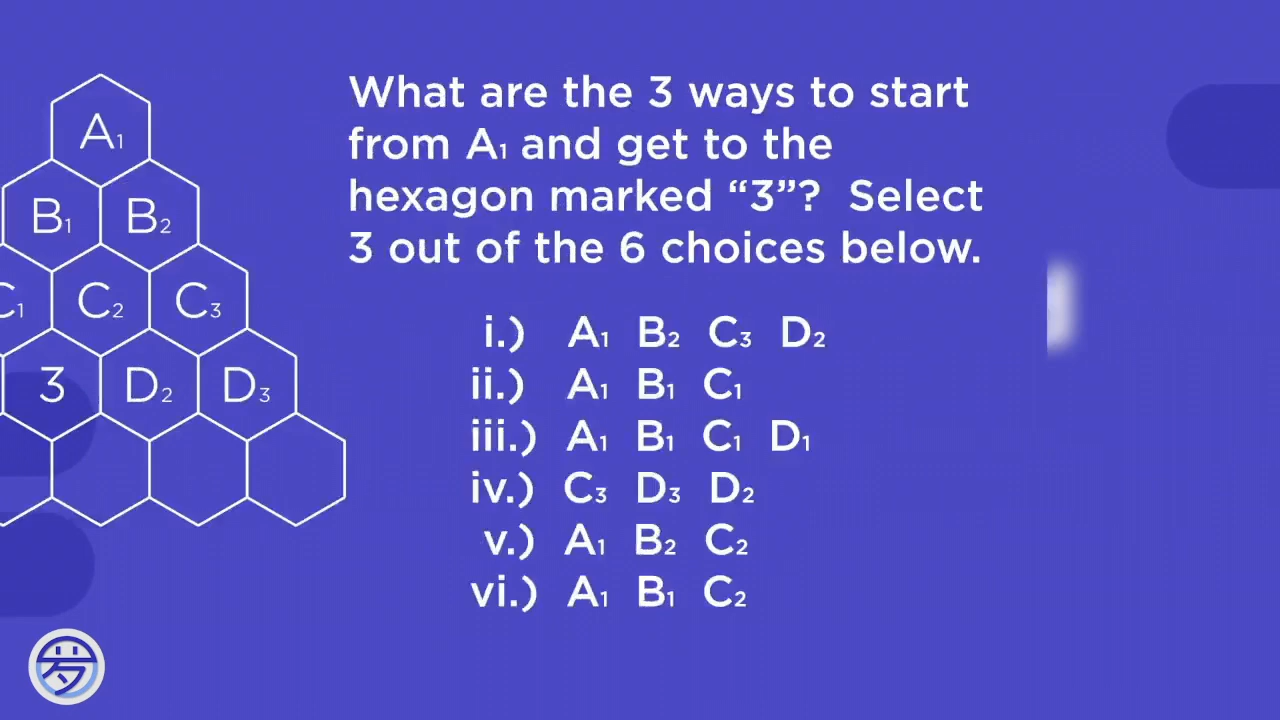 A₁
B₁ B₂
C₁ C₂ C₃
3 D₂ D₃
What are the 3 ways to start
from A₁ and get to the
hexagon marked “3”? Select
3 out of the 6 choices below.
i.) A₁ B₂ C₃ D₂
ii.) A₁ B₁ C₁
iii.) A₁ B₁ C₁ D₁
iv.) C₃ D₃ D₂
v.) A₁ B₂ C₂
vi.) A₁ B₁ C₂